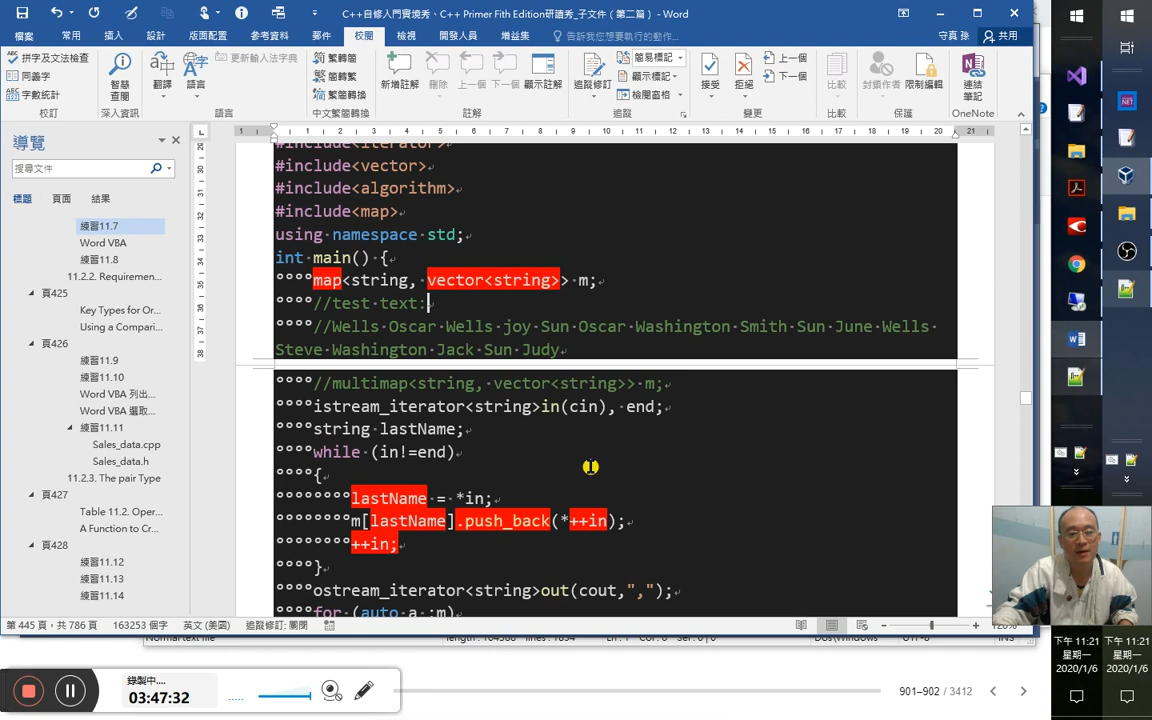 C++自修入門實境秀、C++ Primer Fith Edition研讀秀_子文件（第二篇） - Word
檔案 常用 插入 設計 版面配置 參考資料 郵件 校閱 檢視 開發人員 增益集 告訴我您想要執行的動作... 守真 孫 共用
拼字及文法檢查
同義字
字數統計
校訂
智慧查閱
深入資訊
翻譯
語言
更新輸入法字典
語言
繁轉簡
簡轉繁
繁簡轉換
中文繁簡轉換
新增註解
刪除
上一個
下一個
顯示註解
註解
追蹤修訂
簡易標記
顯示標記
檢閱窗格
追蹤
接受
拒絕
上一個
下一個
變更
比較
比較
封鎖作者
限制編輯
保護
連結筆記
OneNote
導覽
搜尋文件
標題 頁面 結果
練習11.7
Word VBA
練習11.8
11.2.2. Requiremen...
頁425
Key Types for Or...
Using a Compari...
頁426
練習11.9
練習11.10
Word VBA 列出...
Word VBA 選取...
練習11.11
Sales_data.cpp
Sales_data.h
11.2.3. The pair Type
頁427
Table 11.2. Oper...
A Function to Cr...
頁428
練習11.12
練習11.13
練習11.14
#include<iterator>
#include<vector>
#include<algorithm>
#include<map>
using namespace std;
int main() {
map<string, vector<string>> m;
//test text:
//Wells Oscar Wells joy Sun Oscar Washington Smith Sun June Wells
Steve Washington Jack Sun Judy
//multimap<string, vector<string>> m;
istream_iterator<string>in(cin), end;
string lastName;
while (in!=end)
{
lastName = *in;
m[lastName].push_back(*++in);
++in;
}
ostream_iterator<string>out(cout,",");
for (auto a :m)
第 445 頁，共 786 頁 163253 個字 英文 (美國) 追蹤修訂: 關閉
錄製中....
03:47:32
901–902 / 3412
下午 11:21
星期一
2020/1/6
下午 11:21
星期一
2020/1/6